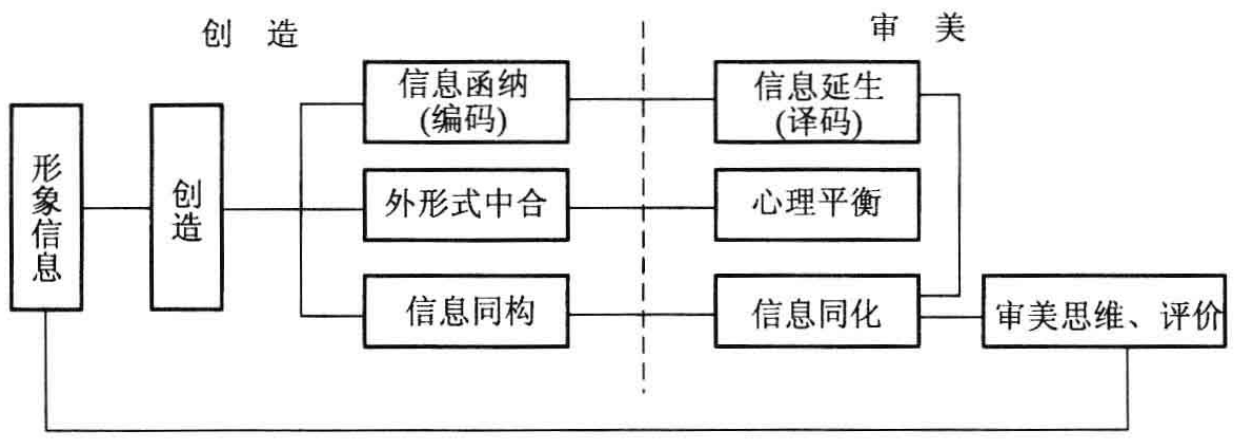 创 造
审 美
形象信息
创造
信息函纳
(编码)
外形式中合
信息同构
信息延生
(译码)
心理平衡
信息同化
审美思维、评价